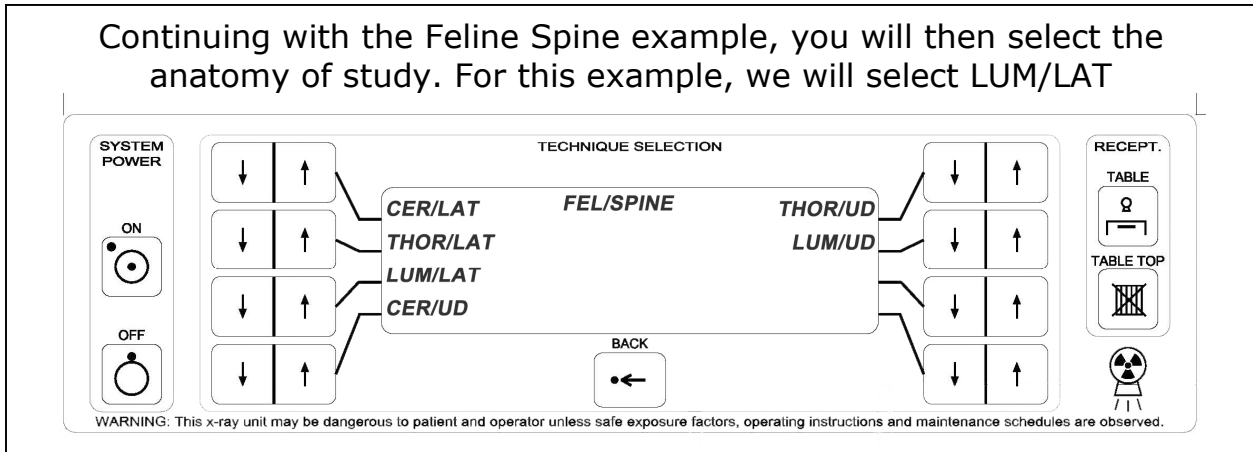 Continuing with the Feline Spine example, you will then select the
anatomy of study. For this example, we will select LUM/LAT
SYSTEM
POWER
ON
OFF
TECHNIQUE SELECTION
FEL/SPINE
CER/LAT
THOR/LAT
LUM/LAT
CER/UD
THOR/UD
LUM/UD
BACK
RECEPT.
TABLE
TABLE TOP
WARNING: This x-ray unit may be dangerous to patient and operator unless safe exposure factors, operating instructions and maintenance schedules are observed.